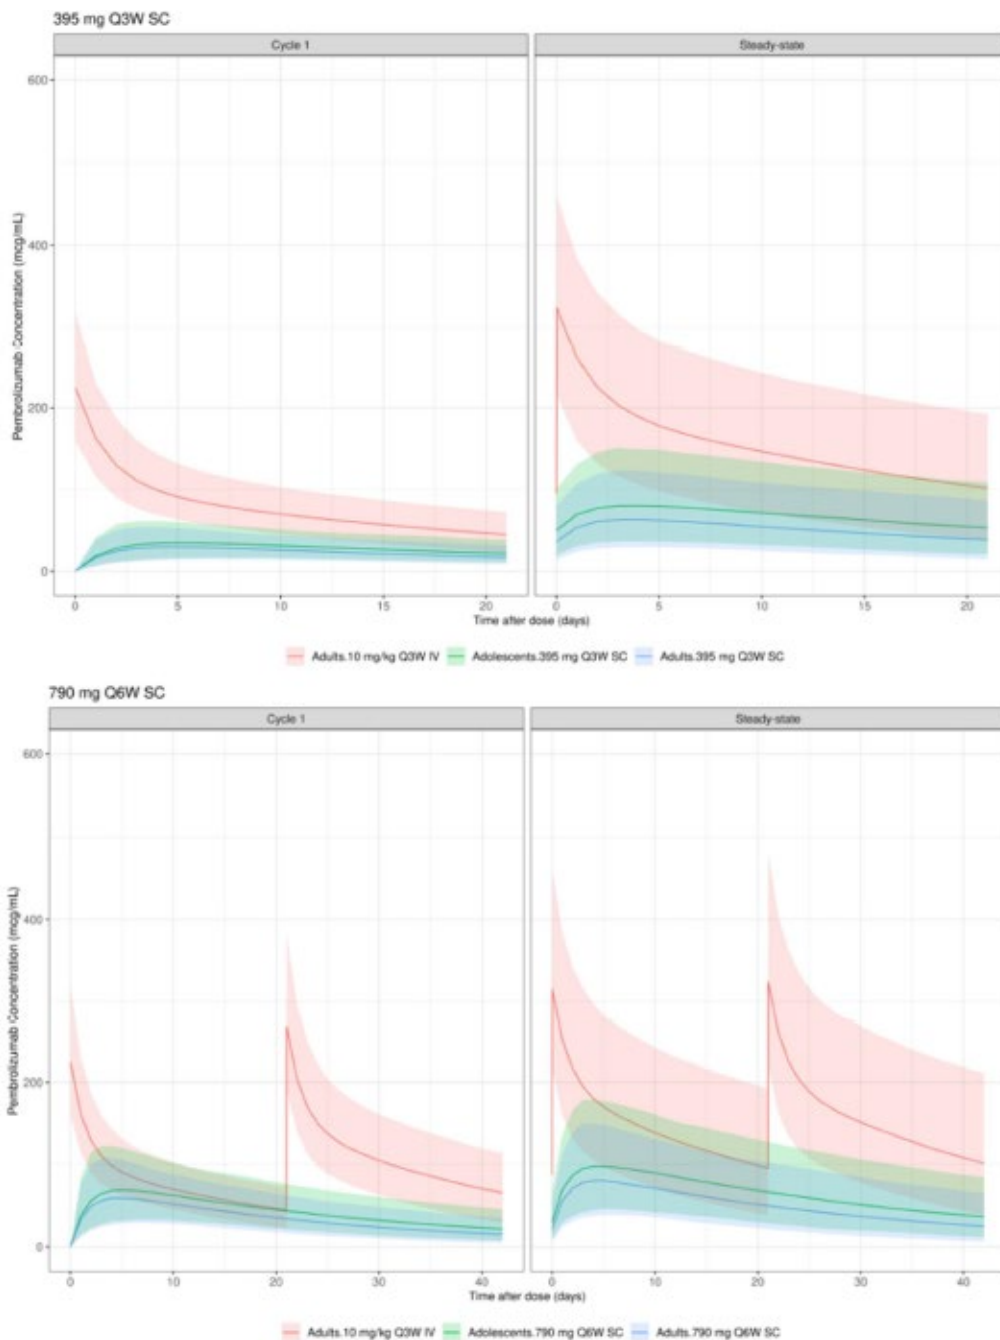 395 mg Q3W SC
Cycle 1
Steady-state
Pembrolizumab Concentration (mcg/mL)
600
400
200
0
0 5 10 15 20
0 5 10 15 20
Time after dose (days)
Adults.10 mg/kg Q3W IV Adolescents.395 mg Q3W SC Adults.395 mg Q3W SC
790 mg Q6W SC
Cycle 1
Steady-state
Pembrolizumab Concentration (mcg/mL)
600
400
200
0
0 10 20 30 40
0 10 20 30 40
Time after dose (days)
Adults.10 mg/kg Q3W IV Adolescents.790 mg Q6W SC Adults.790 mg Q6W SC